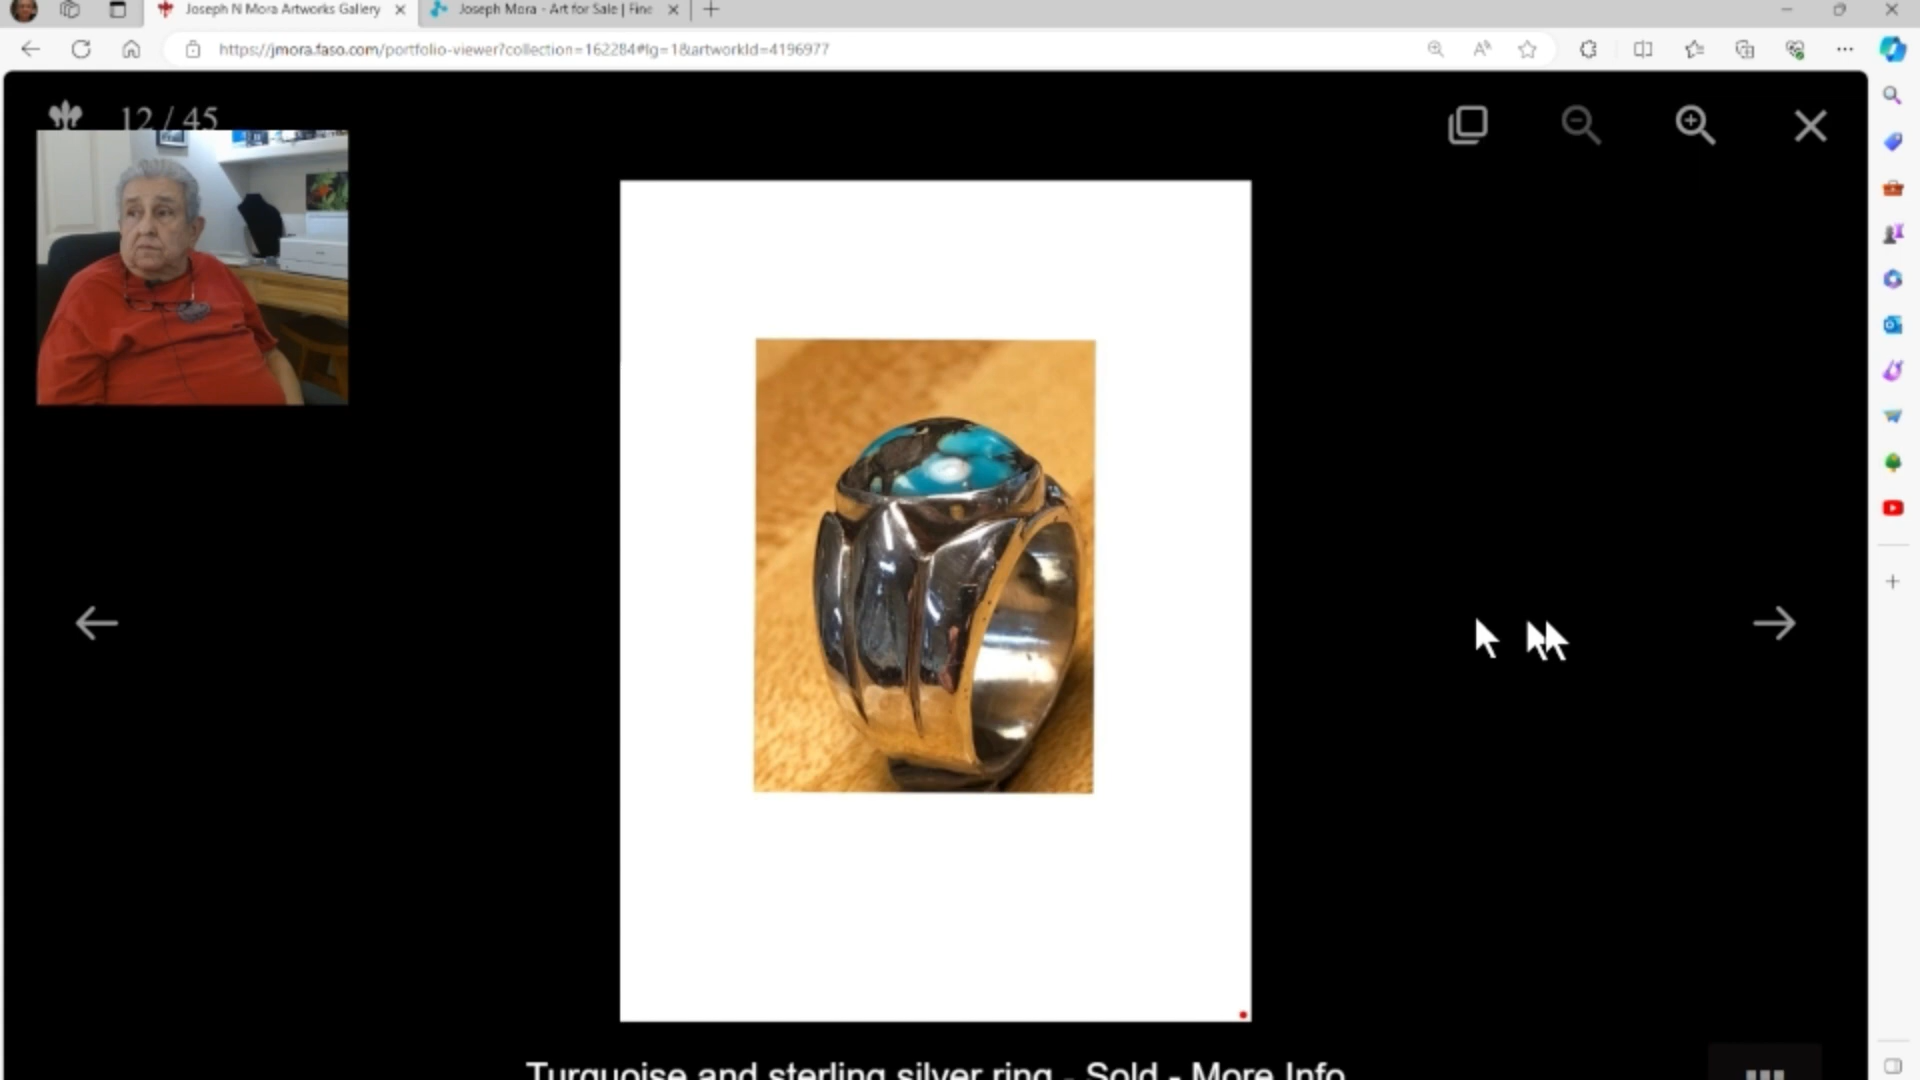 Joseph N Mora Artworks Gallery
Joseph Mora - Art for Sale | Fine
https://jmora.faso.com/portfolio-viewer?collection=162284#lg=1&artworkId=4196977
12 / 45
Turquoise and sterling silver ring - Sold - More Info